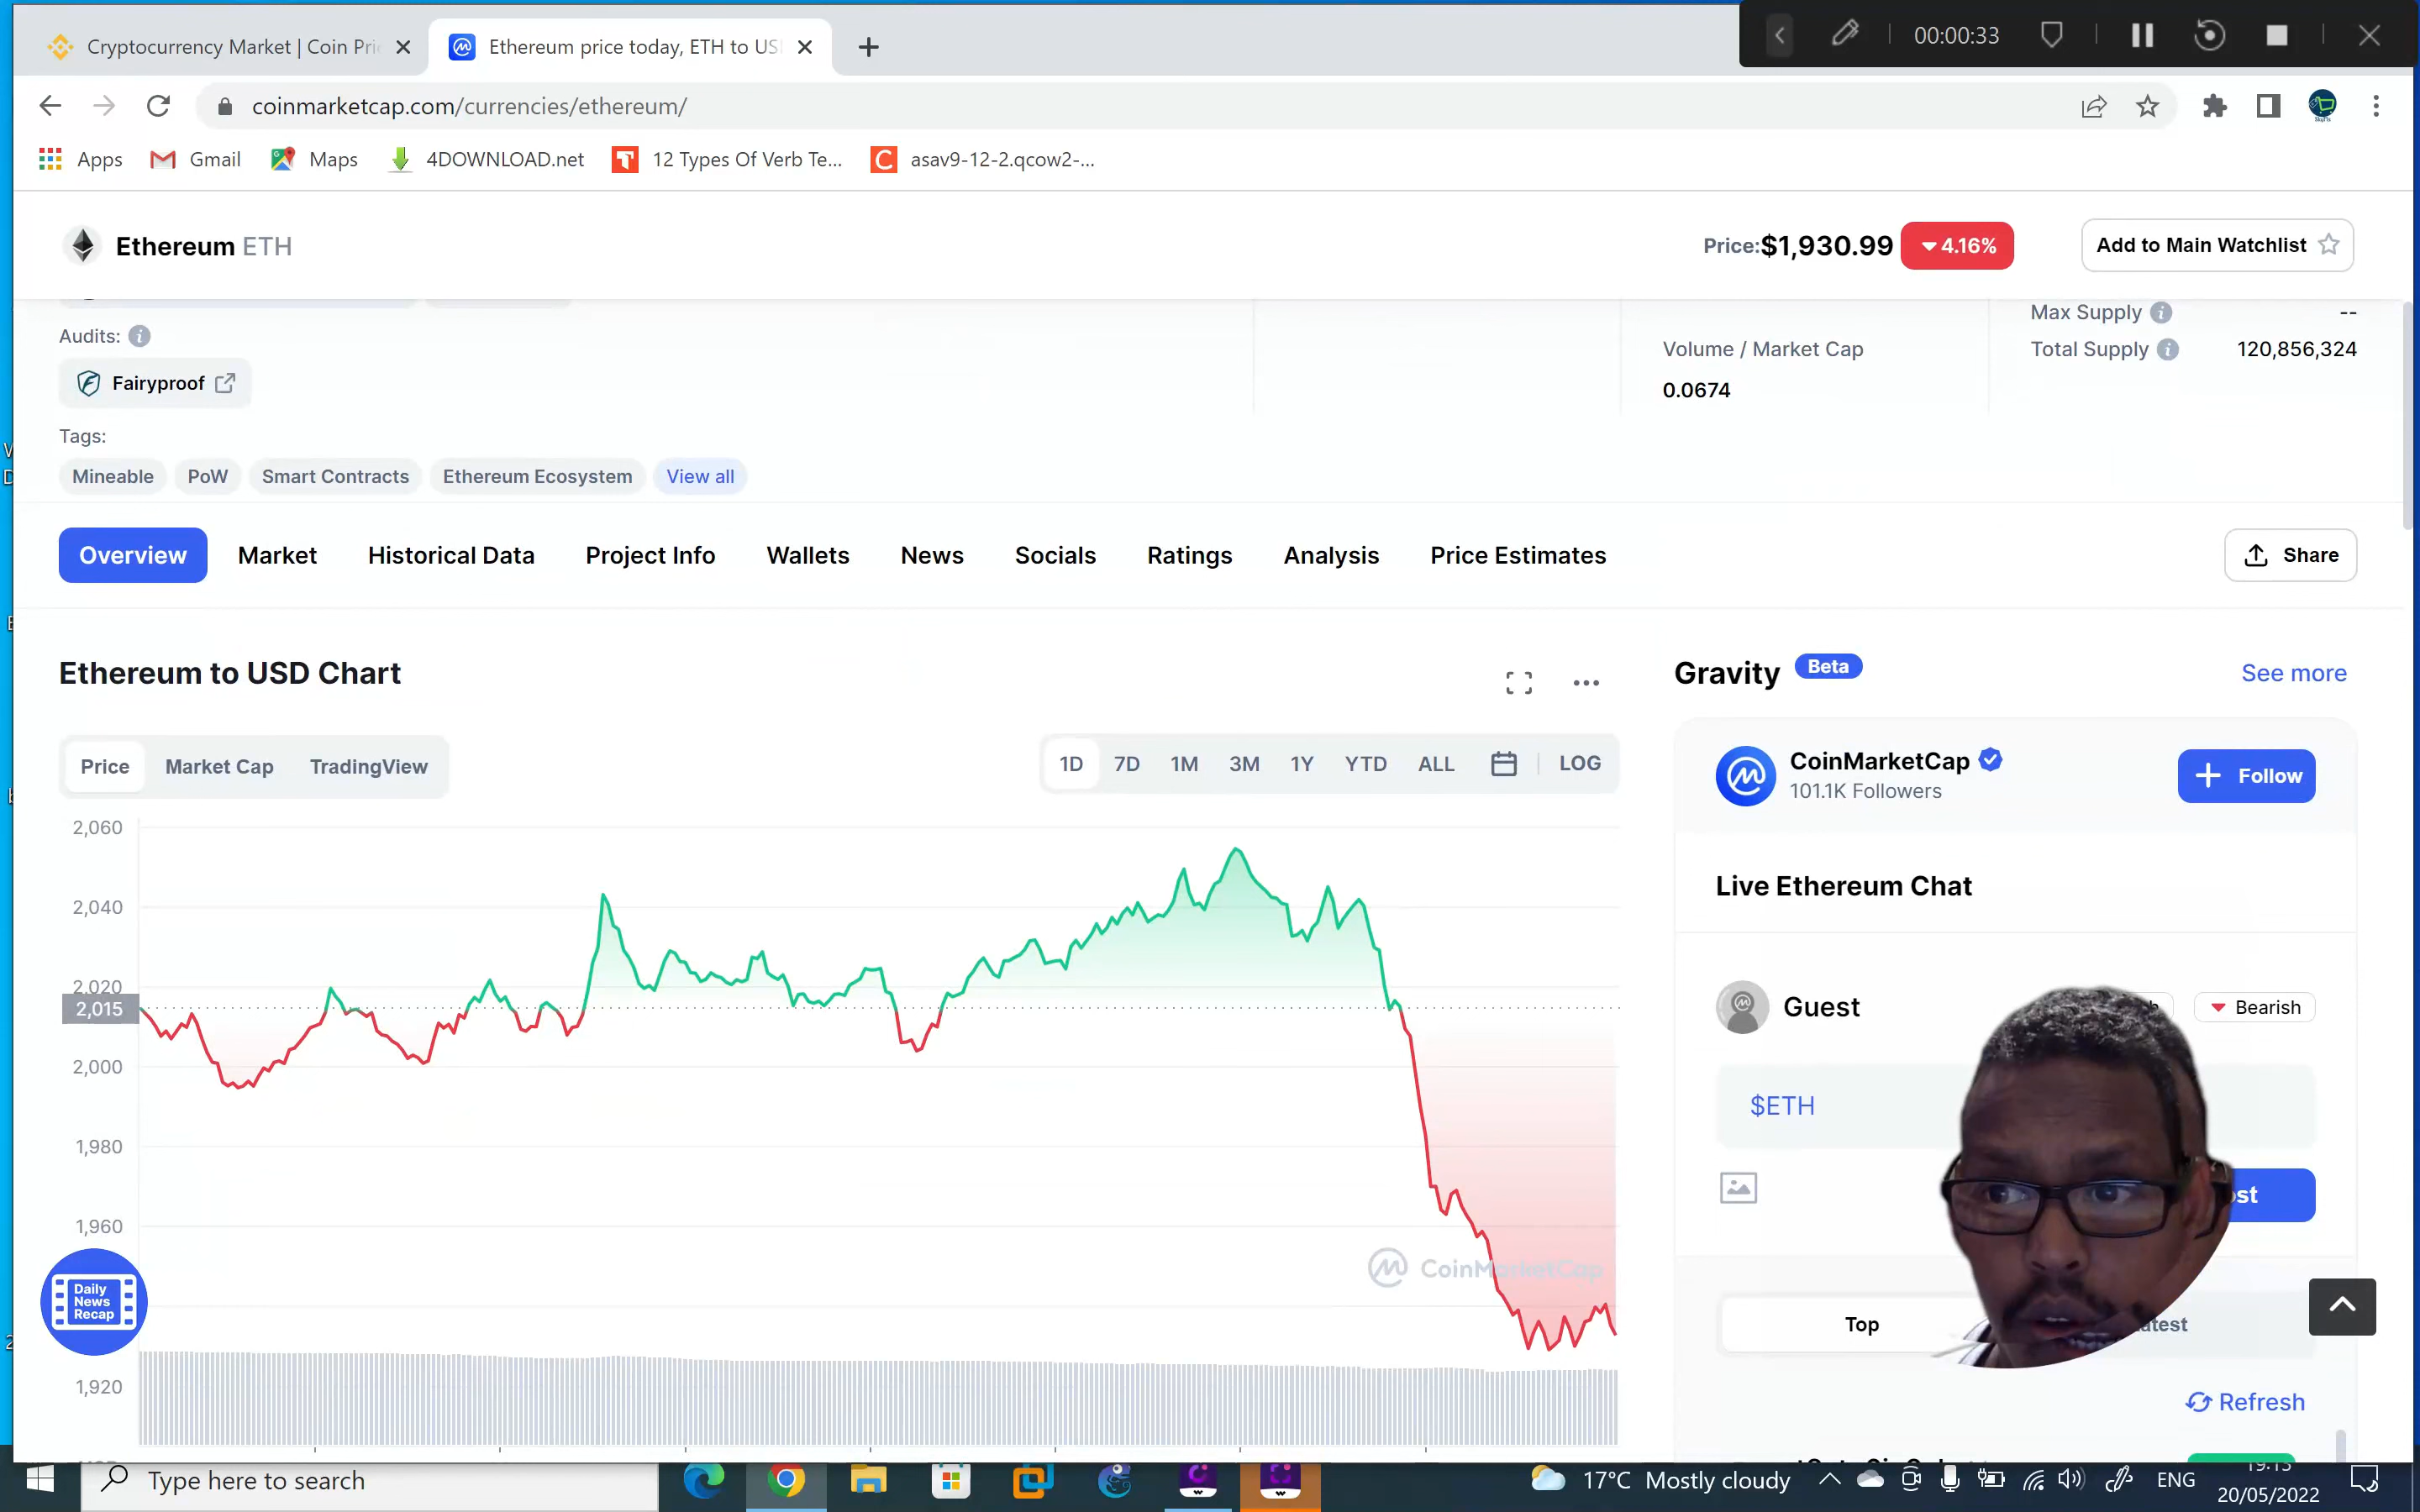 Cryptocurrency Market | Coin Pri
Ethereum price today, ETH to US
00:00:33
coinmarketcap.com/currencies/ethereum/
Apps
Gmail
Maps
4DOWNLOAD.net
12 Types Of Verb Te...
asav9-12-2.qcow2-...
Ethereum ETH
Price:$1,930.99
4.16%
Add to Main Watchlist
Audits:
Max Supply
--
Volume / Market Cap
Total Supply
120,856,324
Fairyproof
0.0674
Tags:
Mineable
PoW
Smart Contracts
Ethereum Ecosystem
View all
Overview
Market
Historical Data
Project Info
Wallets
News
Socials
Ratings
Analysis
Price Estimates
Share
Ethereum to USD Chart
Gravity
Beta
See more
Price
Market Cap
TradingView
1D
7D
1M
3M
1Y
YTD
ALL
LOG
CoinMarketCap
101.1K Followers
Follow
2,060
2,040
2,020
2,015
2,000
1,980
1,960
1,920
Live Ethereum Chat
Guest
Bearish
$ETH
CoinMarketCap
Daily
News
Recap
Top
Refresh
Type here to search
17°C Mostly cloudy
ENG
19:13
20/05/2022